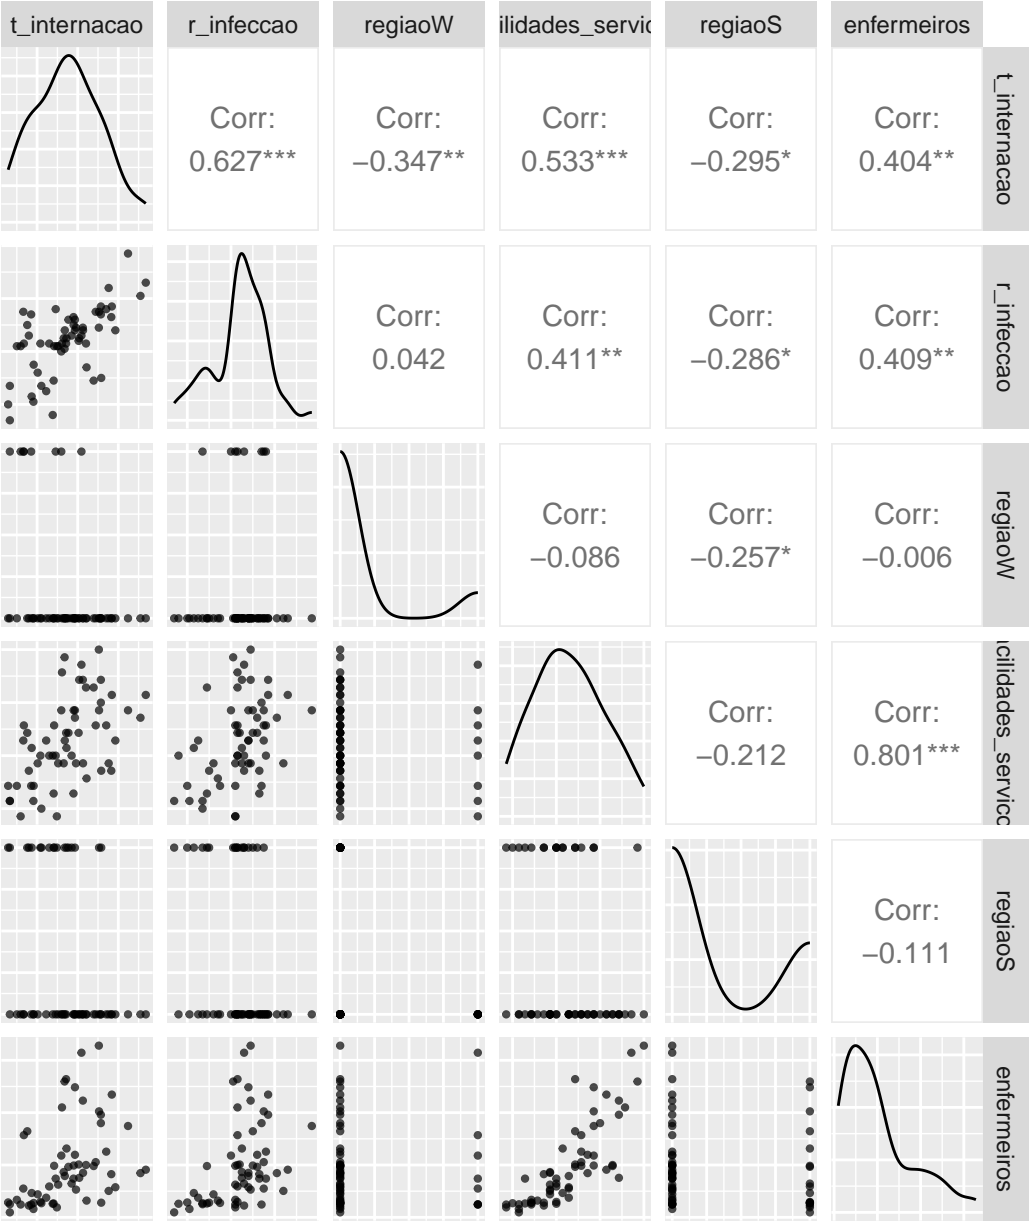 t_internacao r_infeccao regiaoW ilidades_servic regiaoS enfermeiros
Corr: Corr: Corr: Corr: Corr:
0.627*** −0.347** 0.533*** −0.295* 0.404**
t_internacao
Corr: Corr: Corr: Corr:
0.042 0.411** −0.286* 0.409**
r_infeccao
Corr: Corr: Corr:
−0.086 −0.257* −0.006
regiaoW
Corr: Corr:
−0.212 0.801***
cilidades_servico
Corr:
−0.111
regiaoS
enfermeiros